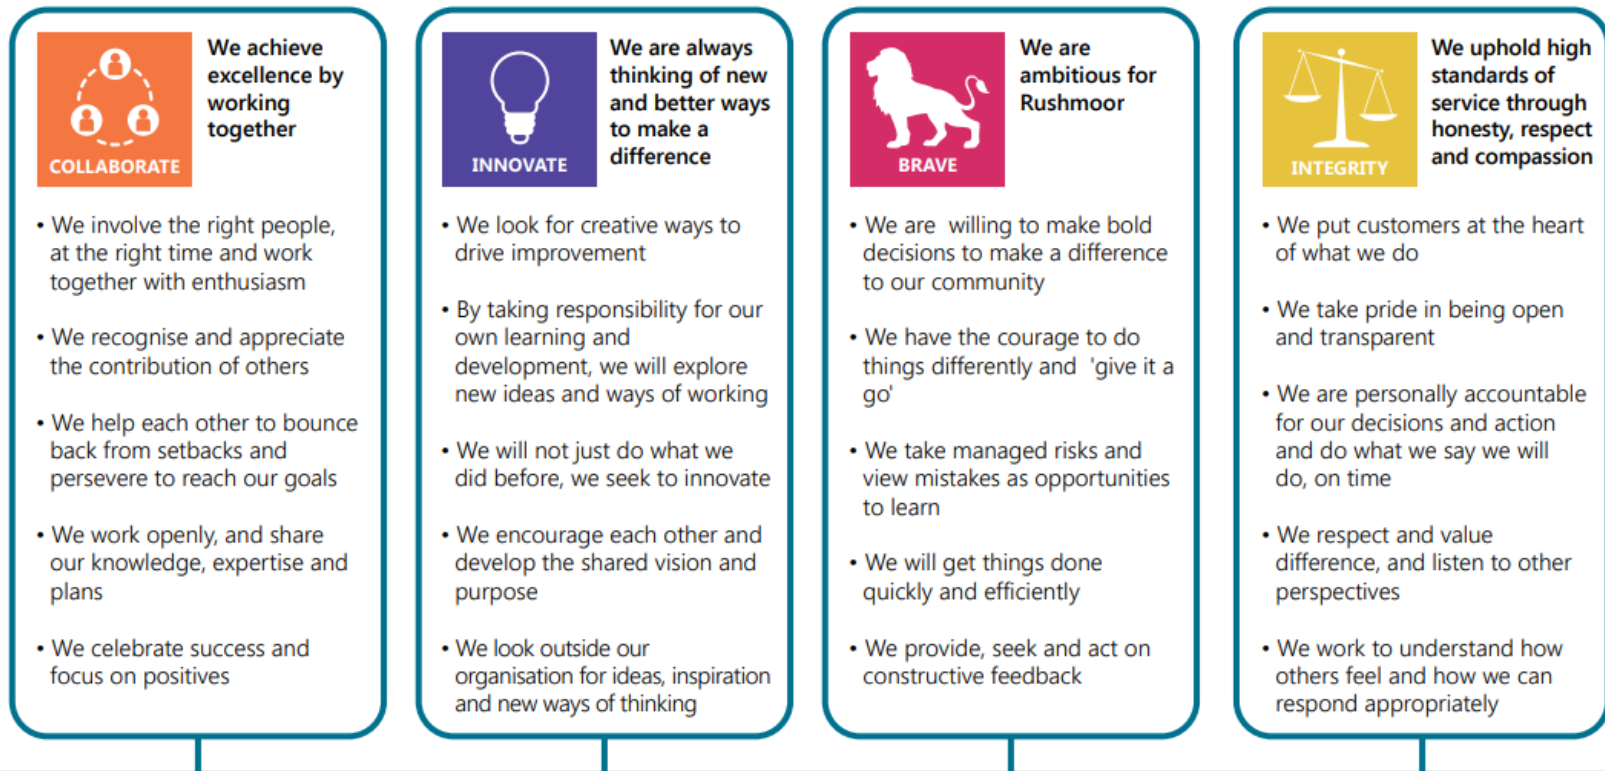 COLLABORATE
We achieve
excellence by
working
together
• We involve the right people,
at the right time and work
together with enthusiasm
• We recognise and appreciate
the contribution of others
• We help each other to bounce
back from setbacks and
persevere to reach our goals
• We work openly, and share
our knowledge, expertise and
plans
• We celebrate success and
focus on positives
INNOVATE
We are always
thinking of new
and better ways
to make a
difference
• We look for creative ways to
drive improvement
• By taking responsibility for our
own learning and
development, we will explore
new ideas and ways of working
• We will not just do what we
did before, we seek to innovate
• We encourage each other and
develop the shared vision and
purpose
• We look outside our
organisation for ideas, inspiration
and new ways of thinking
BRAVE
We are
ambitious for
Rushmoor
• We are willing to make bold
decisions to make a difference
to our community
• We have the courage to do
things differently and 'give it a
go'
• We take managed risks and
view mistakes as opportunities
to learn
• We will get things done
quickly and efficiently
• We provide, seek and act on
constructive feedback
INTEGRITY
We uphold high
standards of
service through
honesty, respect
and compassion
• We put customers at the heart
of what we do
• We take pride in being open
and transparent
• We are personally accountable
for our decisions and action
and do what we say we will
do, on time
• We respect and value
difference, and listen to other
perspectives
• We work to understand how
others feel and how we can
respond appropriately